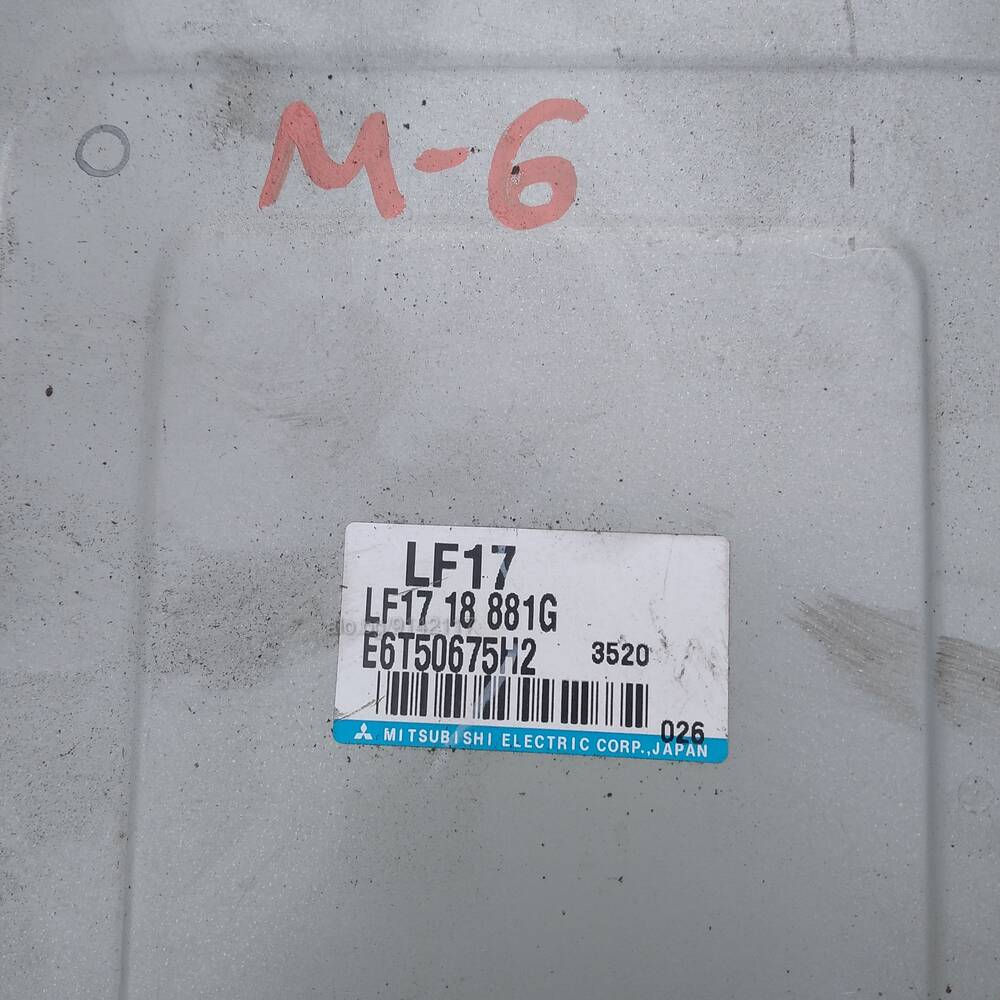 M-6
LF17
LF17 18 881G
E6T50675H2 3520
026
MITSUBISHI ELECTRIC CORP., JAPAN